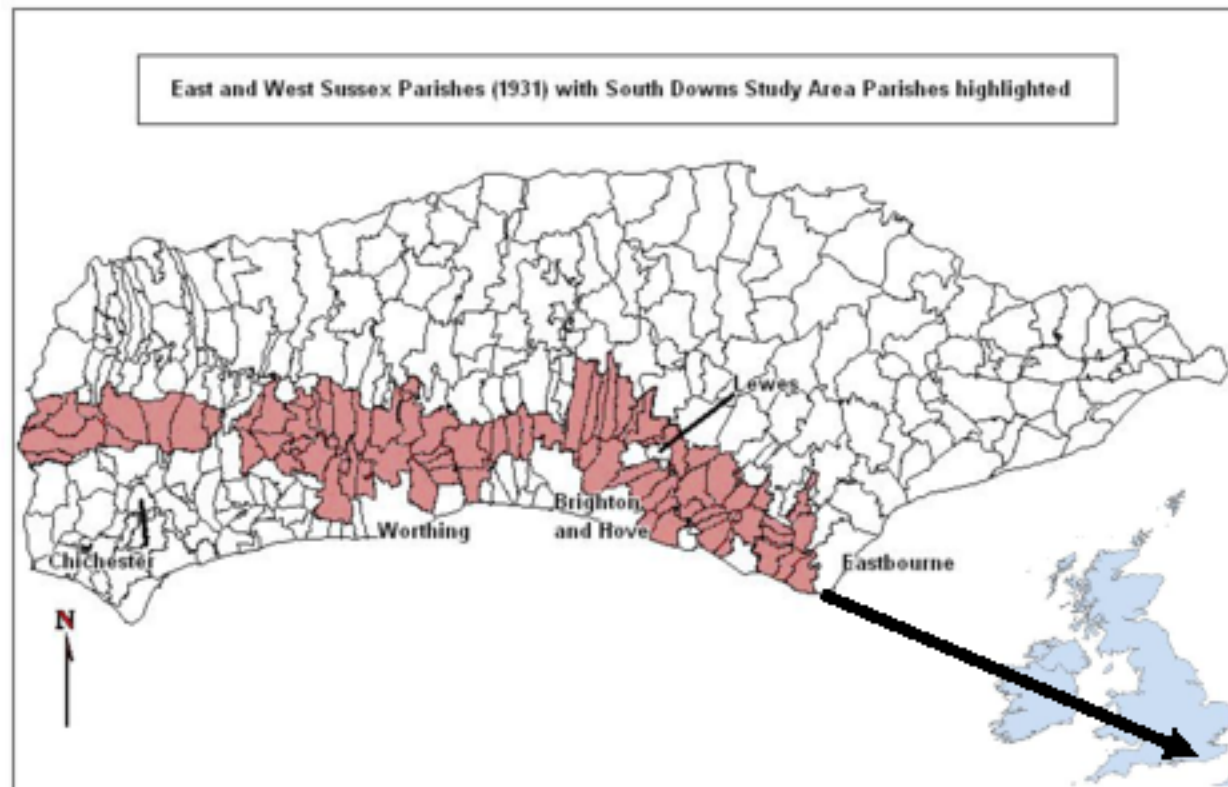 East and West Sussex Parishes (1931) with South Downs Study Area Parishes highlighted
Lewes
Brighton
and Hove
Worthing
Chichester
Eastbourne
N